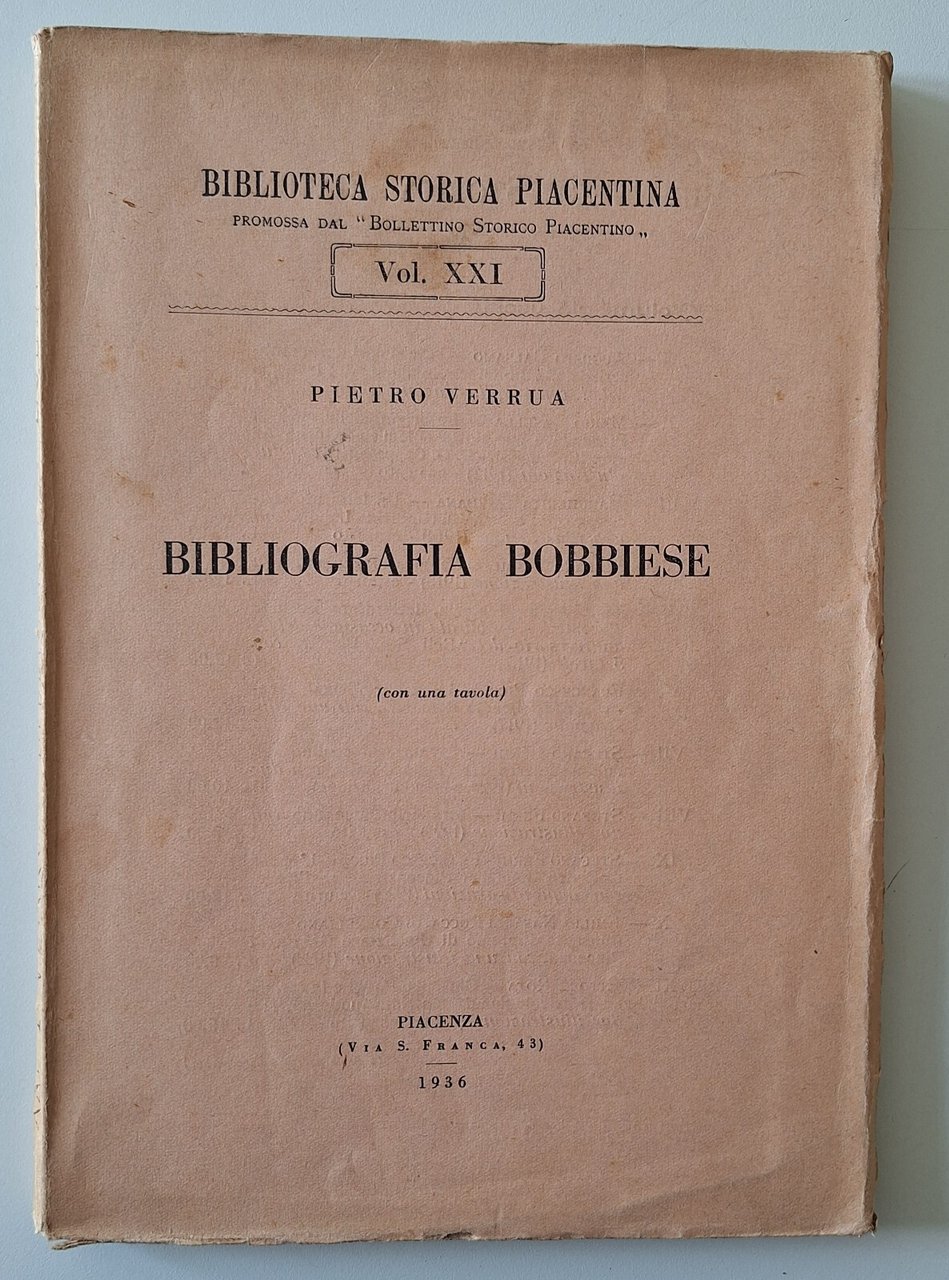 BIBLIOTECA STORICA PIACENTINA
PROMOSSA DAL “ BOLLETTINO STORICO PIACENTINO „
Vol. XXI
PIETRO VERRUA
BIBLIOGRAFIA BOBBIESE
(con una tavola)
PIACENZA
(VIA S. FRANCA, 43)
1936